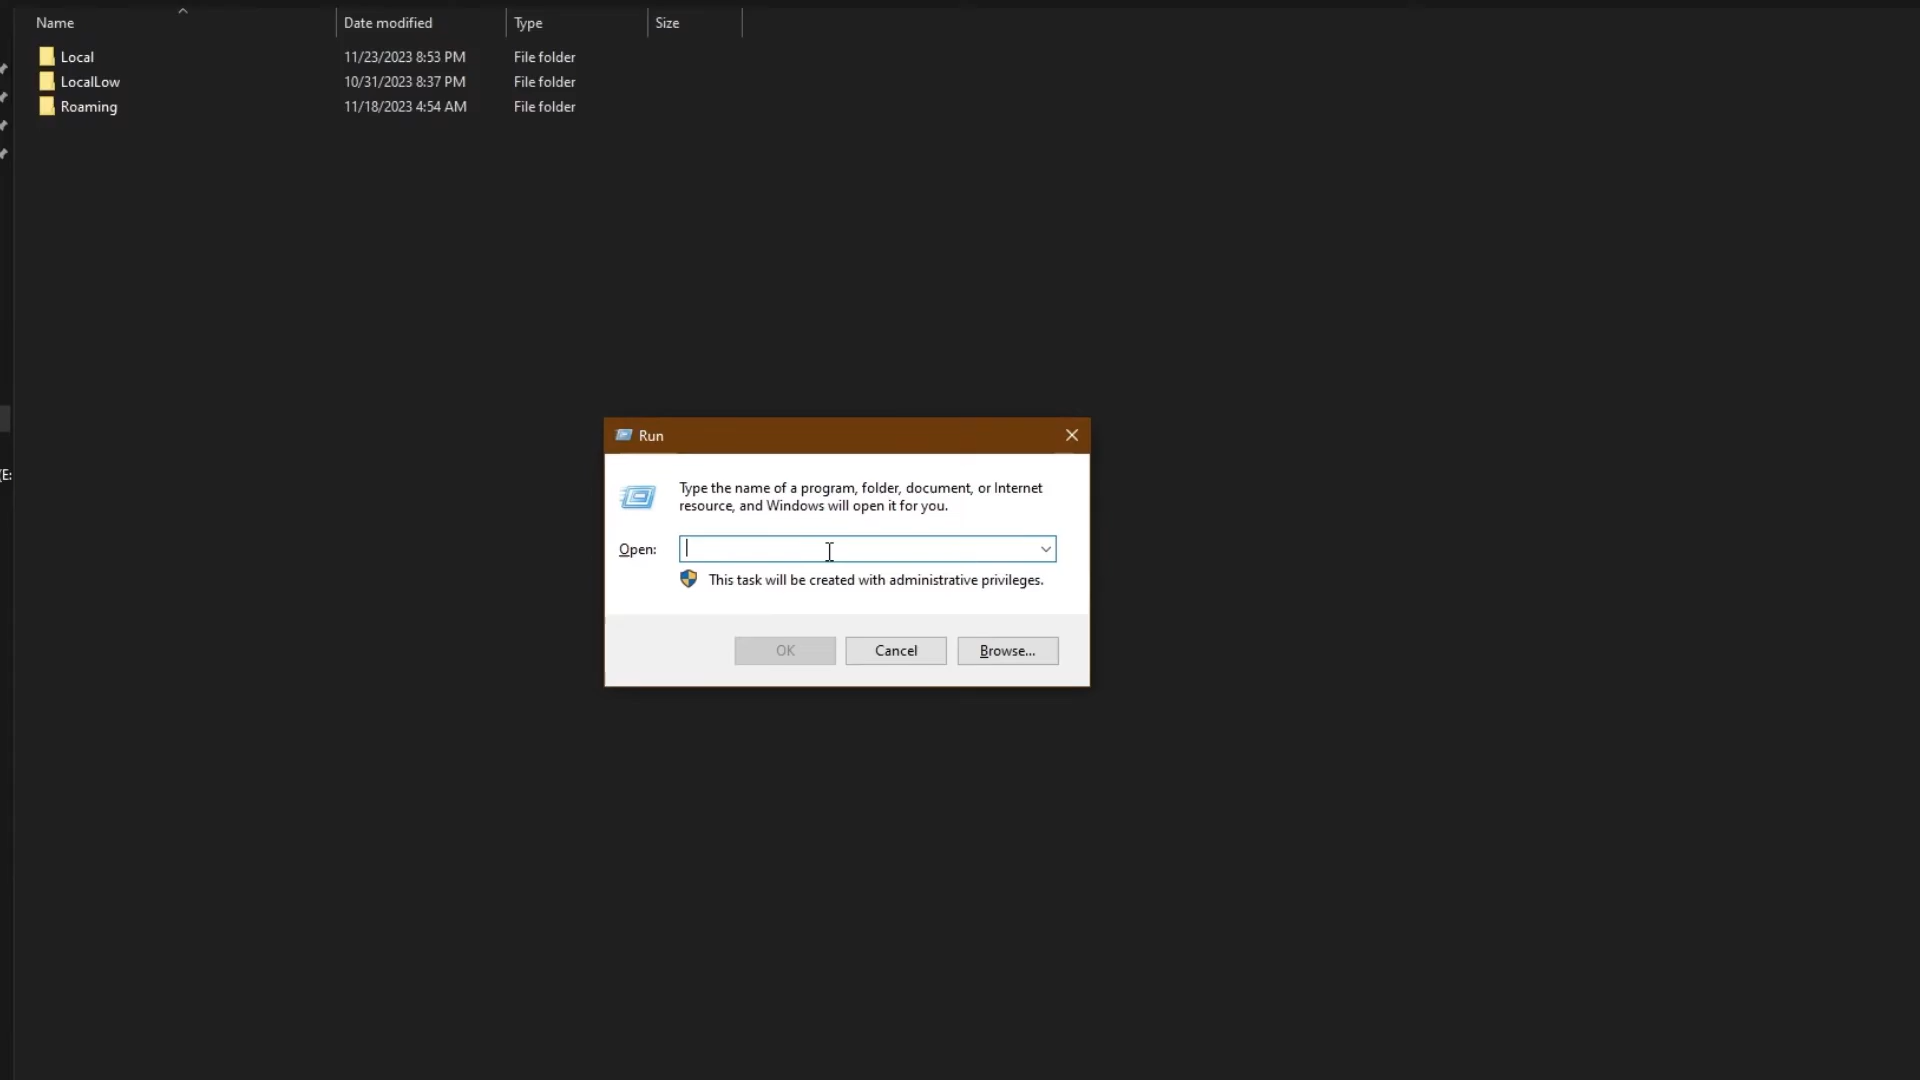 Name Date modified Type Size
Local 11/23/2023 8:53 PM File folder
LocalLow 10/31/2023 8:37 PM File folder
Roaming 11/18/2023 4:54 AM File folder
(E:
Run
Type the name of a program, folder, document, or Internet
resource, and Windows will open it for you.
Open:
This task will be created with administrative privileges.
OK Cancel Browse...